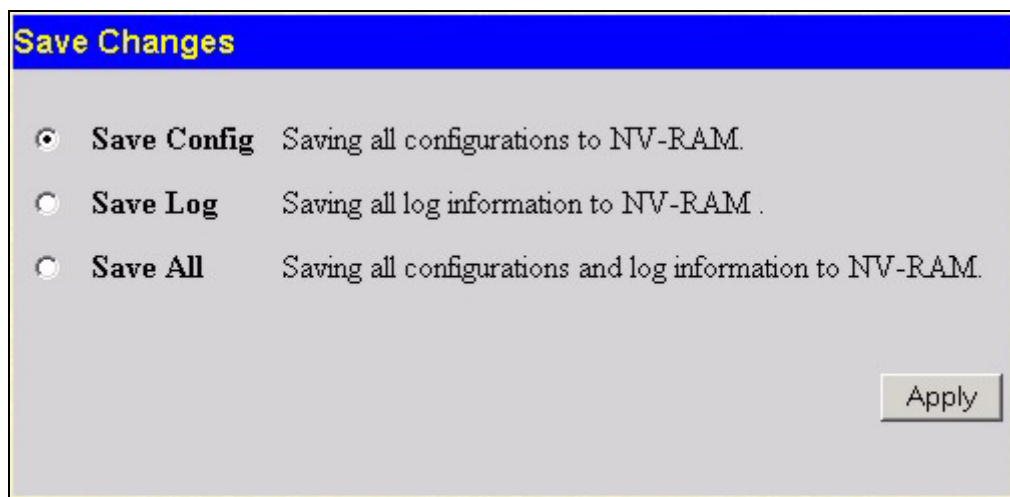 Save Changes
Save Config Saving all configurations to NV-RAM.
Save Log Saving all log information to NV-RAM .
Save All Saving all configurations and log information to NV-RAM.
Apply